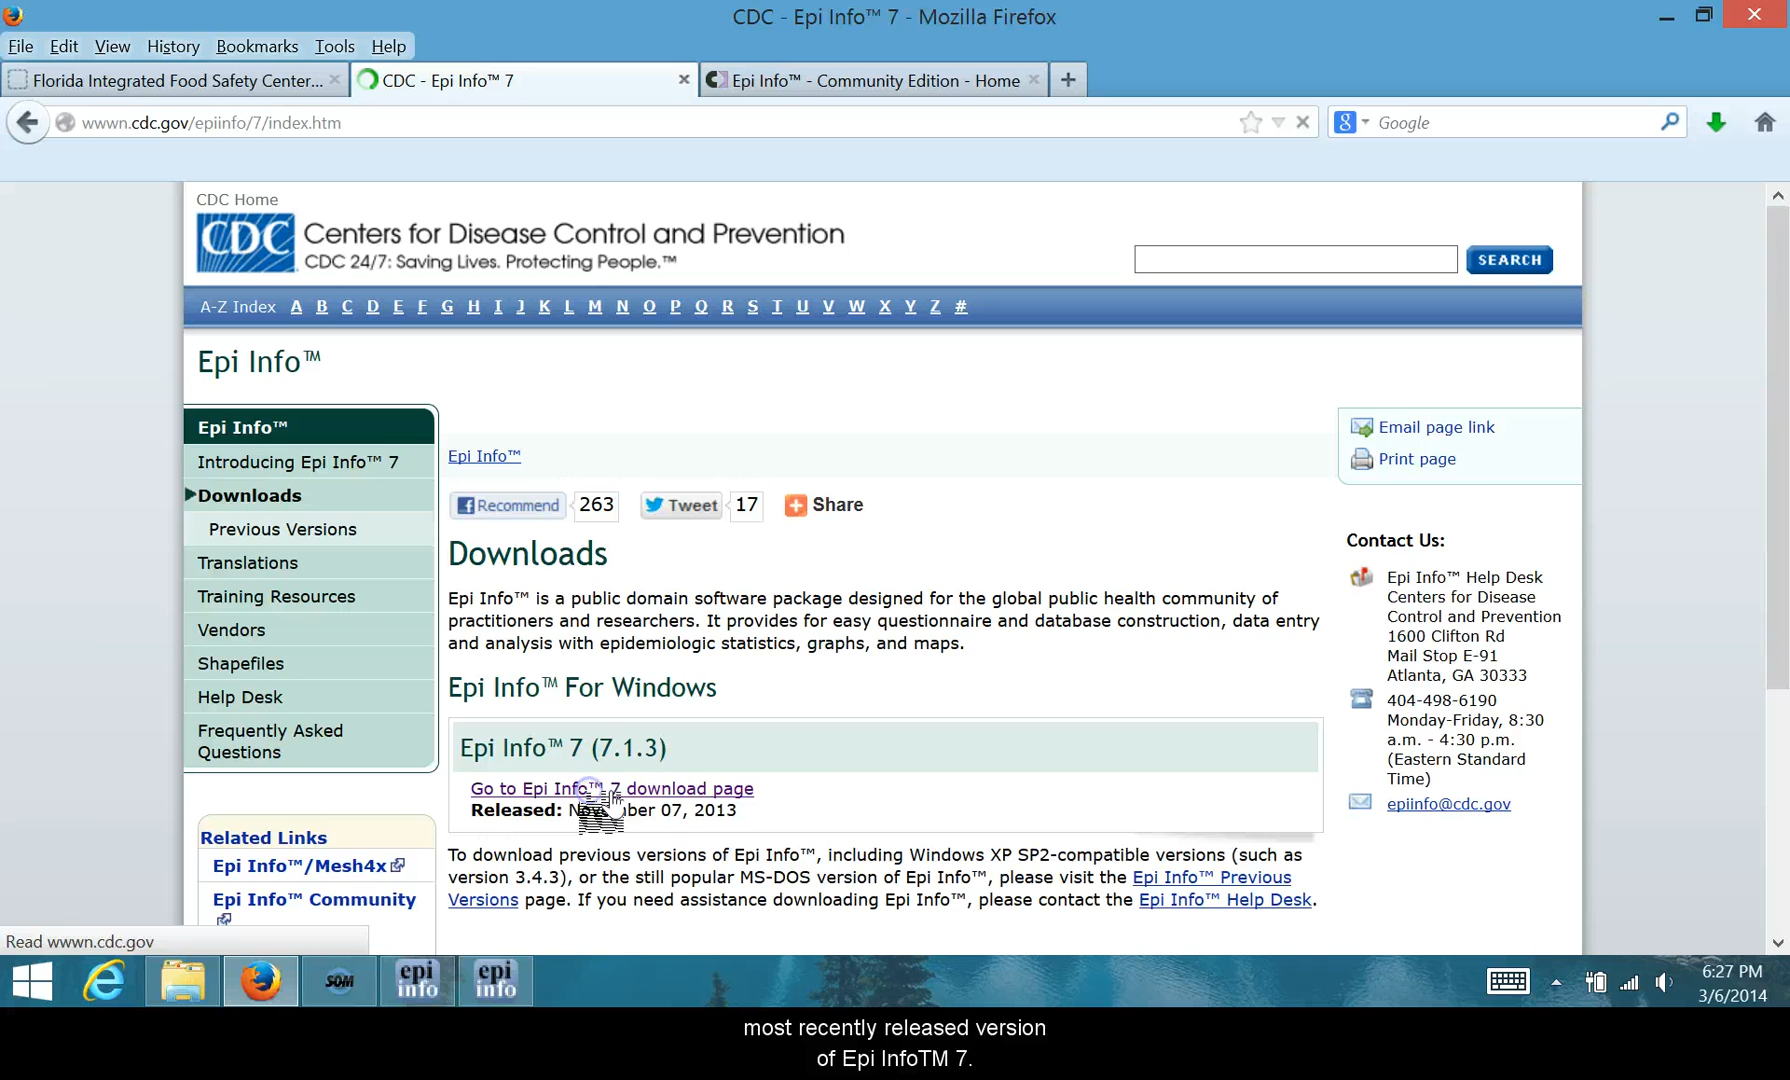 CDC - Epi Info™ 7 - Mozilla Firefox
File Edit View History Bookmarks Tools Help
Florida Integrated Food Safety Center...
CDC - Epi Info™ 7
Epi Info™ - Community Edition - Home
wwwn.cdc.gov/epiinfo/7/index.htm
Google
CDC Home
CDC
Centers for Disease Control and Prevention
CDC 24/7: Saving Lives. Protecting People.™
SEARCH
A-Z Index A B C D E F G H I J K L M N O P Q R S T U V W X Y Z #
Epi Info™
Epi Info™
Introducing Epi Info™ 7
Downloads
Previous Versions
Translations
Training Resources
Vendors
Shapefiles
Help Desk
Frequently Asked
Questions
Related Links
Epi Info™/Mesh4x
Epi Info™ Community
Epi Info™
Recommend 263 Tweet 17 Share
Downloads
Epi Info™ is a public domain software package designed for the global public health community of
practitioners and researchers. It provides for easy questionnaire and database construction, data entry
and analysis with epidemiologic statistics, graphs, and maps.
Epi Info™ For Windows
Epi Info™ 7 (7.1.3)
Go to Epi Info™ 7 download page
Released: November 07, 2013
To download previous versions of Epi Info™, including Windows XP SP2-compatible versions (such as
version 3.4.3), or the still popular MS-DOS version of Epi Info™, please visit the Epi Info™ Previous
Versions page. If you need assistance downloading Epi Info™, please contact the Epi Info™ Help Desk.
Email page link
Print page
Contact Us:
Epi Info™ Help Desk
Centers for Disease
Control and Prevention
1600 Clifton Rd
Mail Stop E-91
Atlanta, GA 30333
404-498-6190
Monday-Friday, 8:30
a.m. - 4:30 p.m.
(Eastern Standard
Time)
epiinfo@cdc.gov
Read wwwn.cdc.gov
SOM
epi
info
epi
info
6:27 PM
3/6/2014
most recently released version
of Epi InfoTM 7.